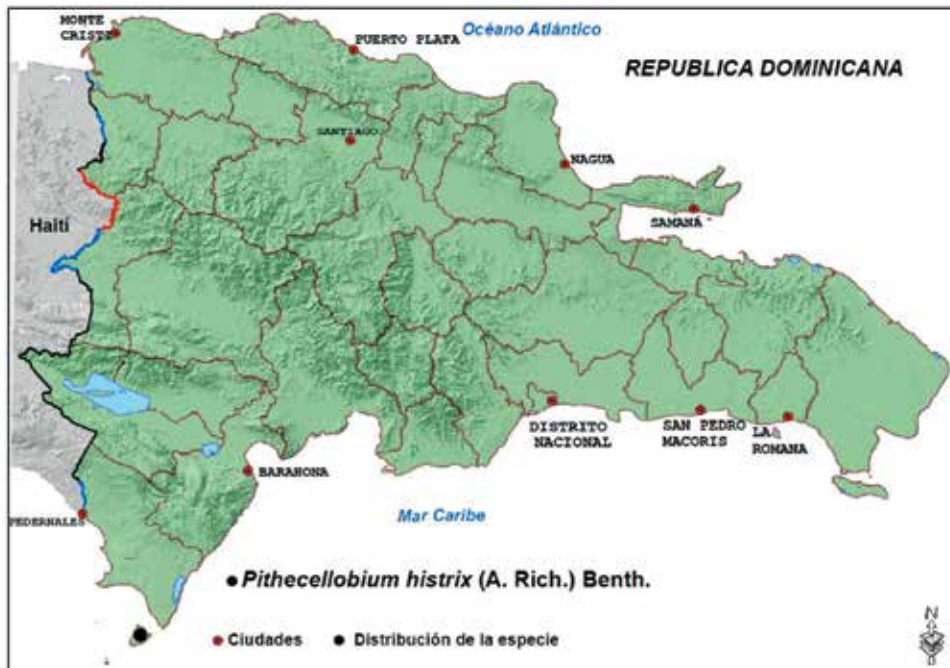 MONTE
CRISTI
Océano Atlántico
PUERTO PLATA
REPUBLICA DOMINICANA
SANTIAGO
NAGUA
Haití
SAMANÁ
DISTRITO
NACIONAL
SAN PEDRO
MACORIS
LA
ROMANA
BARAHONA
PEDERNALES
Mar Caribe
Pithecellobium histrix (A. Rich.) Benth.
Ciudades
Distribución de la especie
N